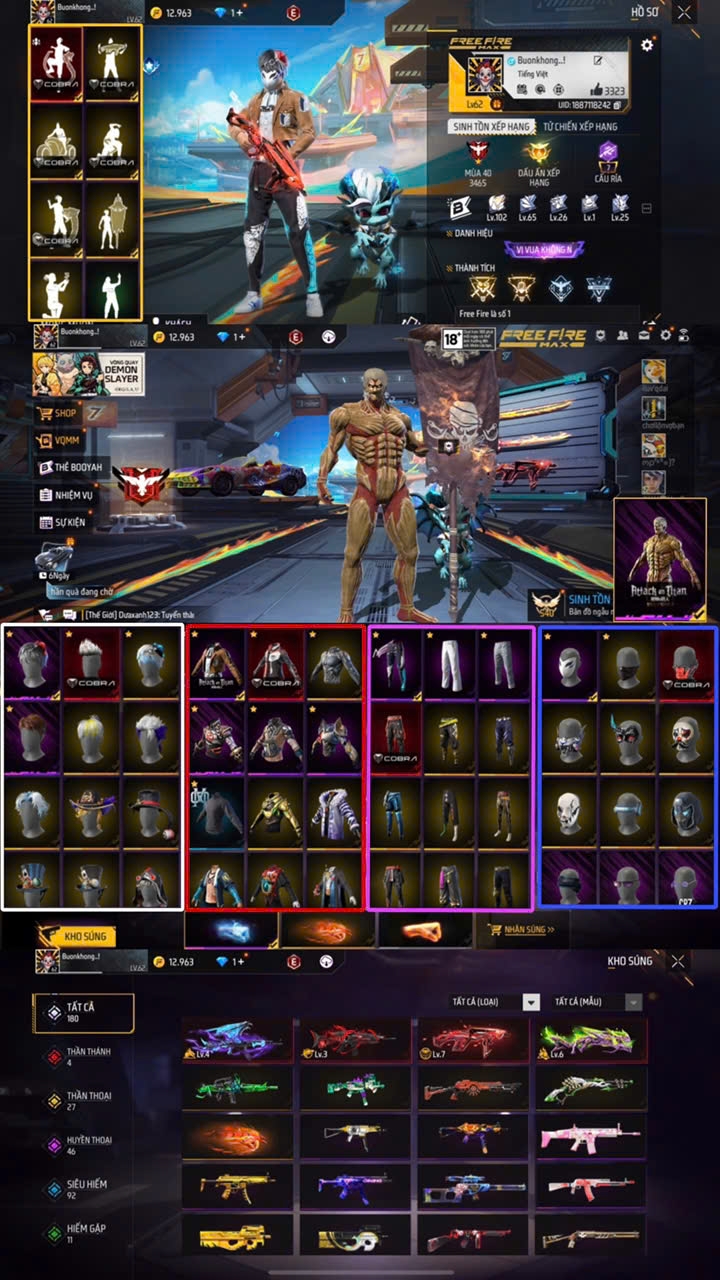 Buonkhong..!
LV.62
12.963
1+
E
HỒ SƠ
COBRA
COBRA
COBRA
COBRA
COBRA
FREE FIRE
MAX
Buonkhong..!
Tiếng Việt
3323
Lv62
UID: 1887118242
SINH TỒN XẾP HẠNG
TỬ CHIẾN XẾP HẠNG
MÙA 40
3465
DẤU ẤN XẾP
HẠNG
CẦU RÌA
Lv.102
Lv.65
Lv.26
Lv.1
Lv.25
DANH HIỆU
VỊ VUA KHÔNG N
THÀNH TÍCH
Free Fire là số 1
KHÁCH
Buonkhong..!
LV.62
12.963
1+
E
18+
FREE FIRE
MAX
VÒNG QUAY
DEMON
SLAYER
SHOP
VQMM
THẺ BOOYAH
NHIỆM VỤ
SỰ KIỆN
6Ngày
hần quà đang chờ
[Thế Giới] Dưaxanh123: Tuyển thà
SINH TỒN
Bản đồ ngẫu n
Attack on Titan
COBRA
Attack on Titan
COBRA
COBRA
COBRA
CP7
KHO SÚNG
NHẬN SÚNG >>
Buonkhong..!
LV.62
12.963
1+
E
KHO SÚNG
TẤT CẢ
180
TẤT CẢ (LOẠI)
TẤT CẢ (MẪU)
THẦN THÁNH
4
THẦN THOẠI
27
HUYỀN THOẠI
46
SIÊU HIẾM
92
HIẾM GẶP
11
Lv.4
Lv.3
Lv.7
Lv.6